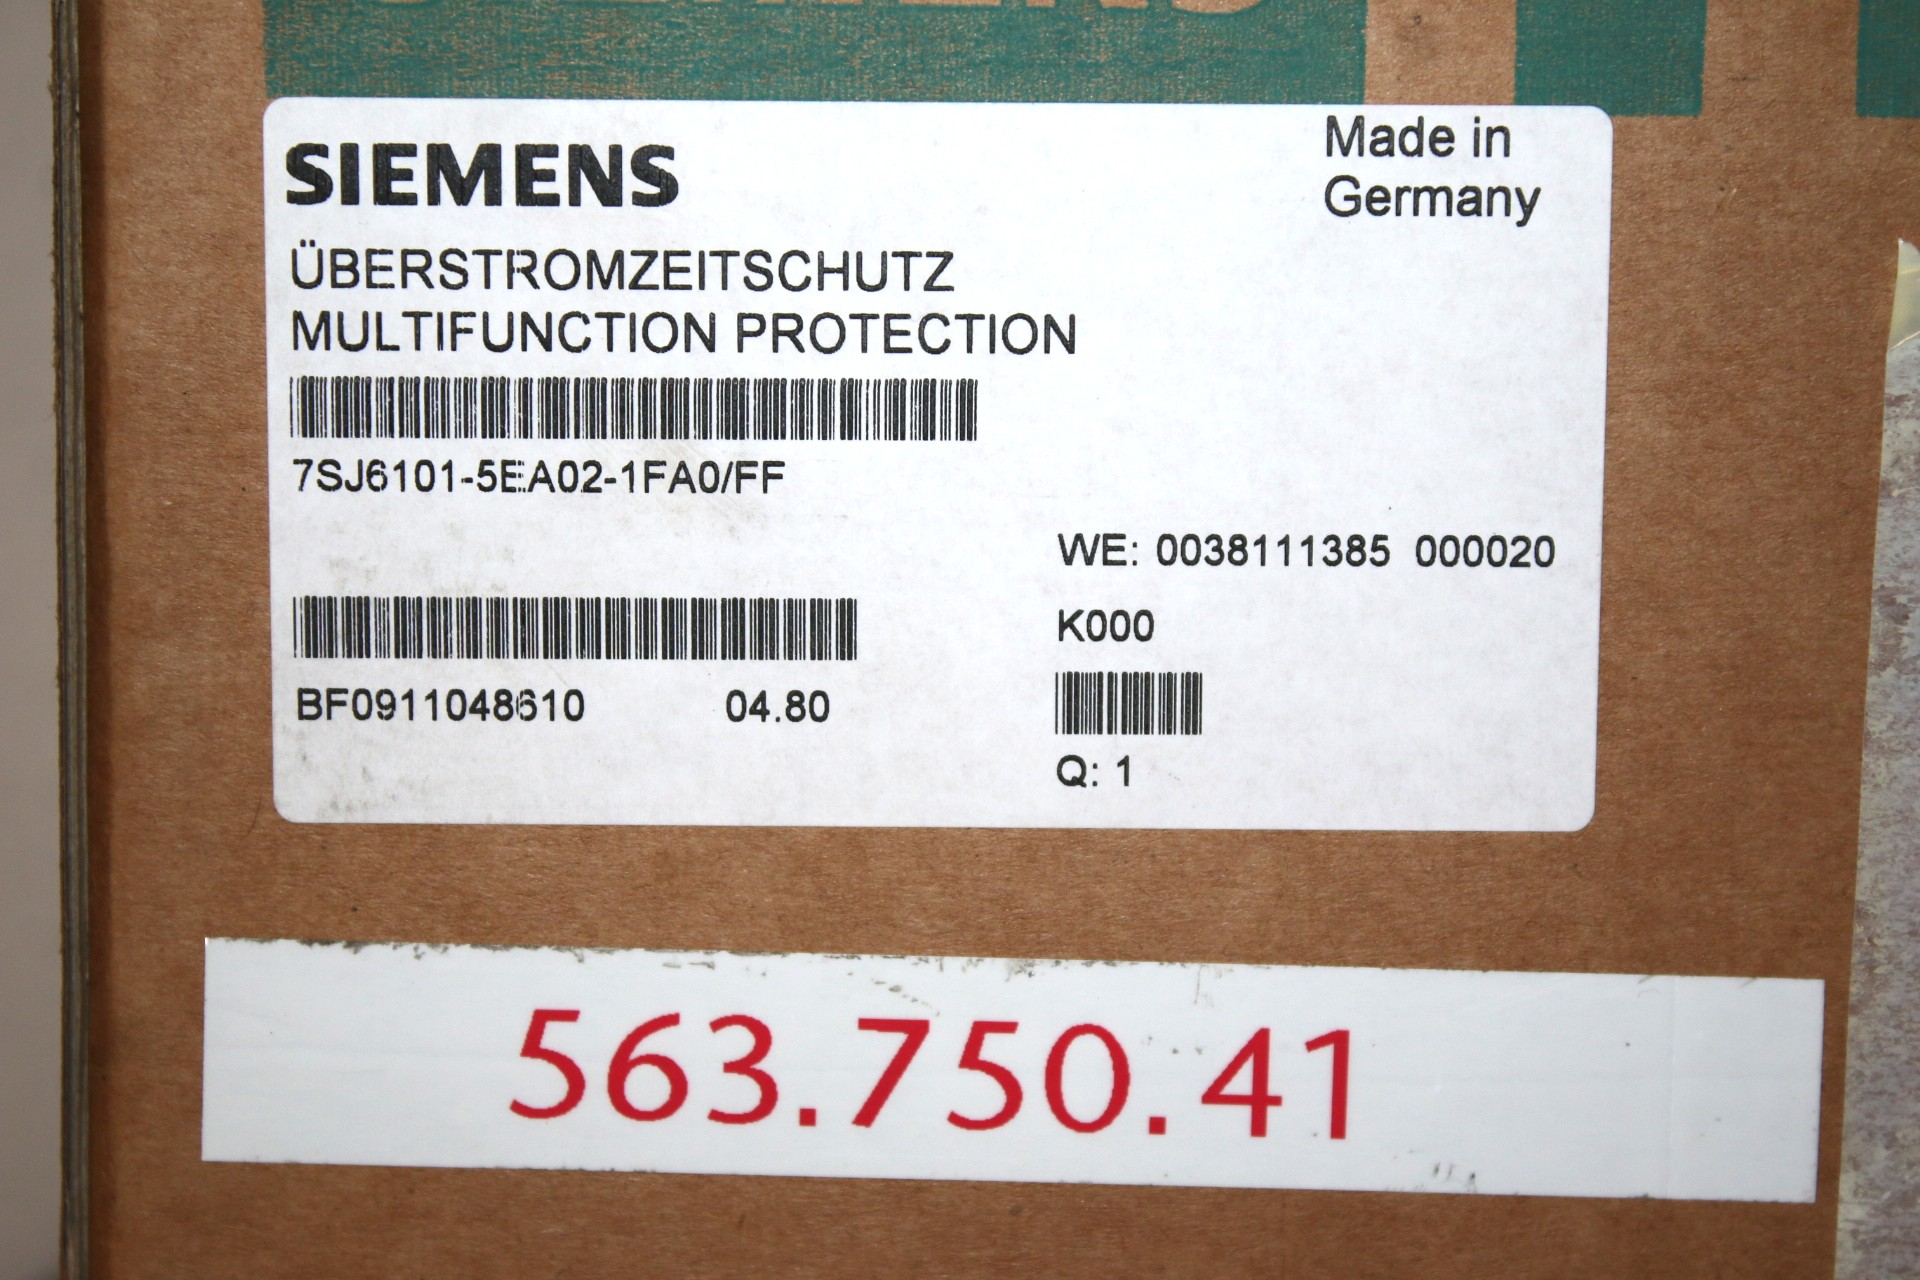 SIEMENS
Made in
Germany
ÜBERSTROMZEITSCHUTZ
MULTIFUNCTION PROTECTION
7SJ6101-5EA02-1FA0/FF
WE: 0038111385 000020
K000
BF0911048610 04.80
Q: 1
563.750.41